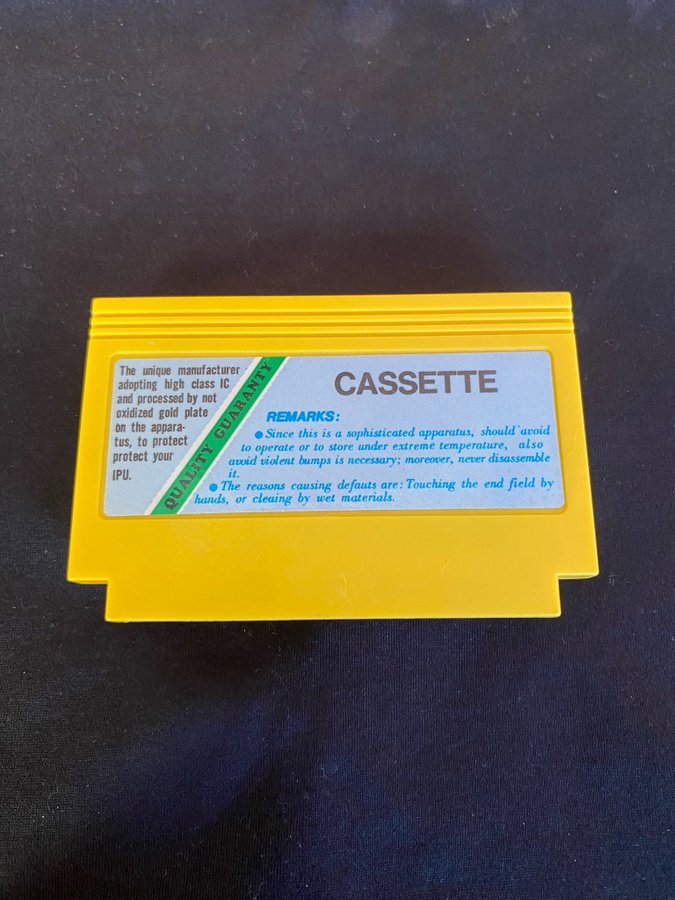 The unique manufacturer
adopting high class IC
and processed by not
oxidized gold plate
on the appara-
tus, to protect
protect your
IPU.
QUALITY GUARANTY
CASSETTE
REMARKS:
● Since this is a sophisticated apparatus, should avoid
to operate or to store under extreme temperature, also
avoid violent bumps is necessary; moreover, never disassemble
it.
● The reasons causing defauts are: Touching the end field by
hands, or cleaing by wet materials.